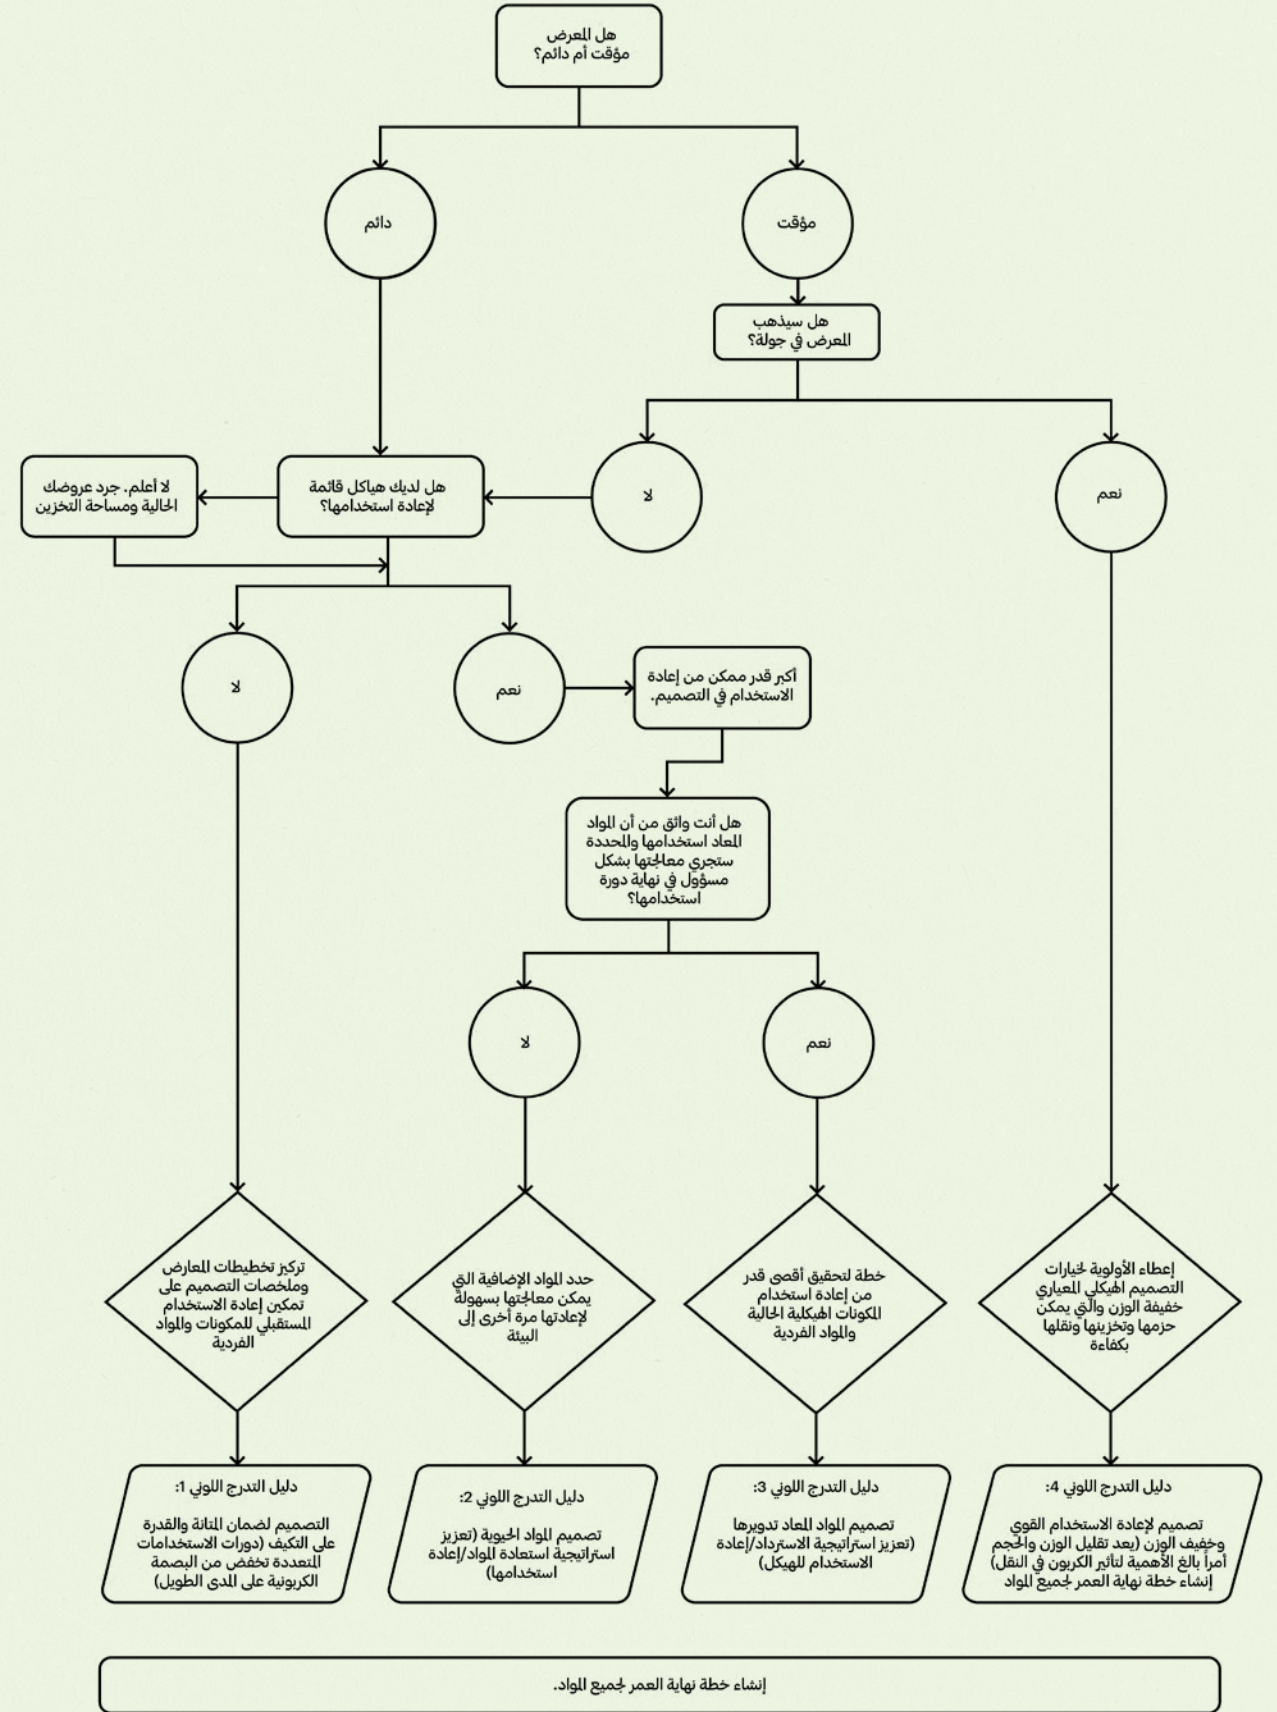 هل المعرض
مؤقت أم دائم؟
دائم
مؤقت
هل سيذهب
المعرض في جولة؟
لا أعلم. جرد عروضك
الحالية ومساحة التخزين
هل لديك هياكل قائمة
لإعادة استخدامها؟
لا
نعم
لا
نعم
أكبر قدر ممكن من إعادة
الاستخدام في التصميم.
هل أنت واثق من أن المواد
المعاد استخدامها والمحددة
ستجري معالجتها بشكل
مسؤول في نهاية دورة
استخدامها؟
لا
نعم
تركيز تخطيطات المعارض
وملخصات التصميم على
تمكين إعادة الاستخدام
المستقبلي للمكونات والمواد
الفردية
حدد المواد الإضافية التي
يمكن معالجتها بسهولة
لإعادتها مرة أخرى إلى
البيئة
خطة لتحقيق أقصى قدر
من إعادة استخدام
المكونات الهيكلية الحالية
والمواد الفردية
إعطاء الأولوية لخيارات
التصميم الهيكلي المعياري
خفيفة الوزن والتي يمكن
حزمها وتخزينها ونقلها
بكفاءة
دليل التدرج اللوني 1:
التصميم لضمان المتانة والقدرة
على التكيف (دورات الاستخدامات
المتعددة تخفض من البصمة
الكربونية على المدى الطويل)
دليل التدرج اللوني 2:
تصميم المواد الحيوية (تعزيز
استراتيجية استعادة المواد/إعادة
استخدامها)
دليل التدرج اللوني 3:
تصميم المواد المعاد تدويرها
(تعزيز استراتيجية الاسترداد/إعادة
الاستخدام للهيكل)
دليل التدرج اللوني 4:
تصميم لإعادة الاستخدام القوي
وخفيف الوزن (يعد تقليل الوزن والحجم
أمراً بالغ الأهمية لتأثير الكربون في النقل)
إنشاء خطة نهاية العمر لجميع المواد
إنشاء خطة نهاية العمر لجميع المواد.